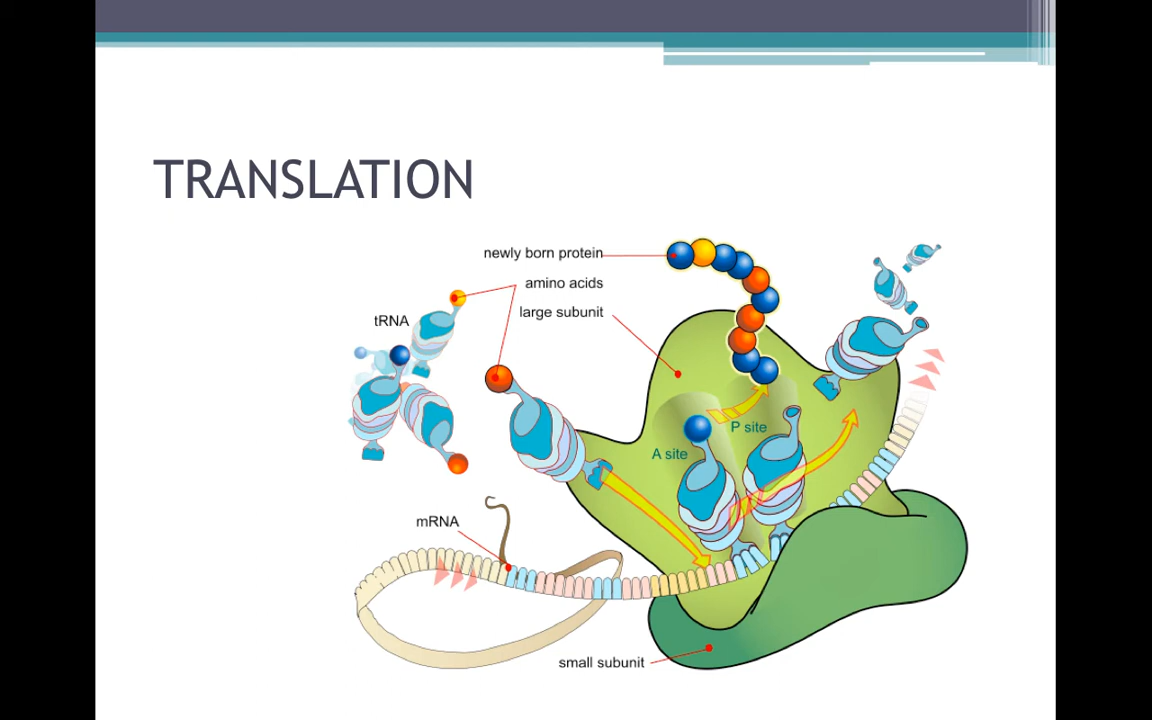 TRANSLATION
newly born protein
amino acids
large subunit
tRNA
P site
A site
mRNA
small subunit